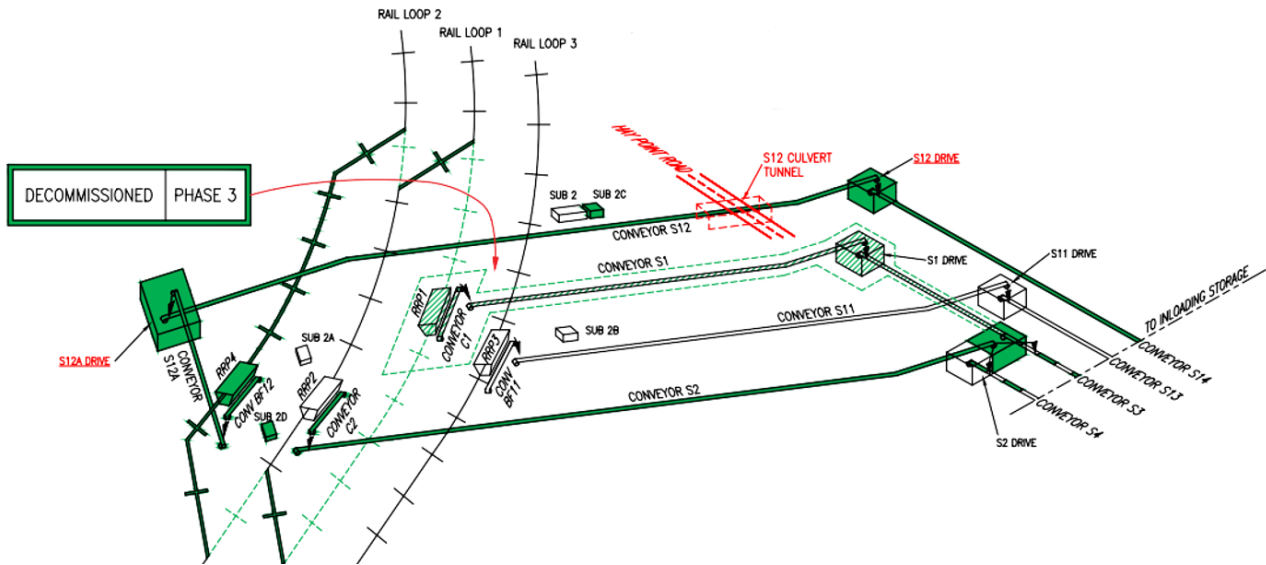 RAIL LOOP 2
RAIL LOOP 1
RAIL LOOP 3
HAY POINT ROAD
S12 CULVERT
TUNNEL
S12 DRIVE
DECOMMISSIONED
PHASE 3
SUB 2
SUB 2C
CONVEYOR S12
CONVEYOR S1
S1 DRIVE
S11 DRIVE
TO INLOADING STORAGE
RRP1
CONVEYOR
C1
CONVEYOR S11
SUB 2B
SUB 2A
RRP3
CONV
BF11
S12A DRIVE
CONVEYOR
S12A
RRP4
CONV BF12
RRP2
SUB 2D
CONVEYOR
C2
CONVEYOR S2
CONVEYOR S14
CONVEYOR S13
CONVEYOR S3
CONVEYOR S4
S2 DRIVE